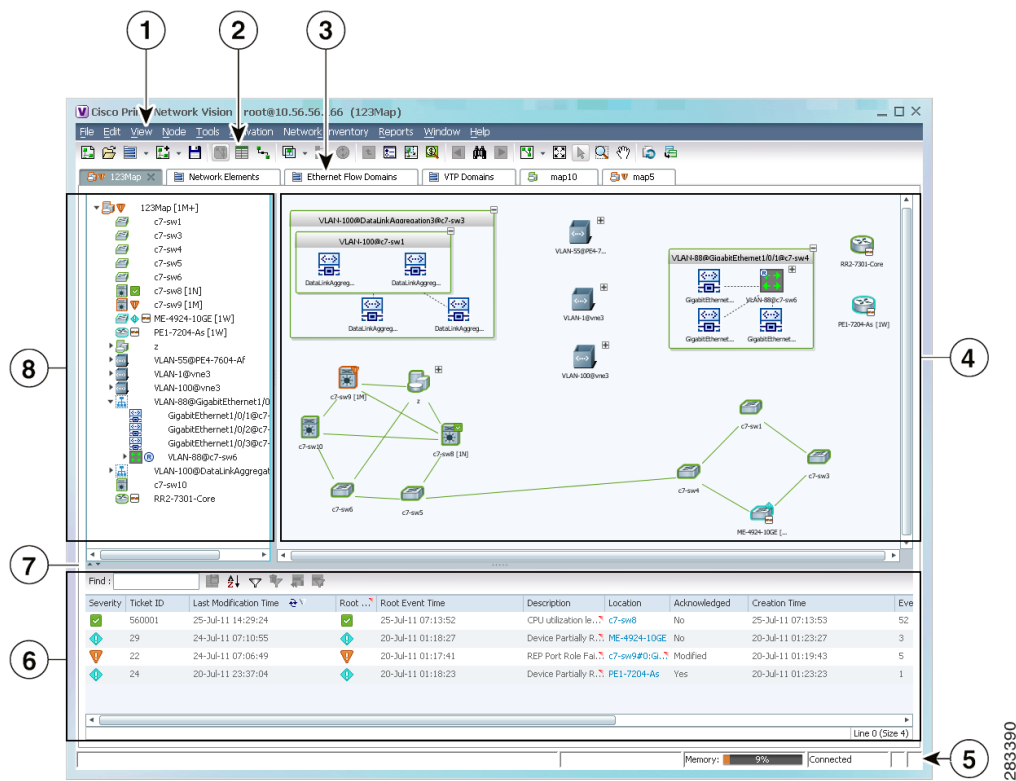 1
2
3
Cisco Pri Network Vision root@10.56.56. 66 (123Map)
File Edit View Node Tools vation Network Inventory Reports Window Help
123Map Network Elements Ethernet Flow Domains VTP Domains map10 map5
123Map [1M+]
c7-sw1
c7-sw3
c7-sw4
c7-sw5
c7-sw6
c7-sw8 [1N]
c7-sw9 [1M]
ME-4924-10GE [1W]
PE1-7204-As [1W]
z
VLAN-55@PE4-7604-Af
VLAN-1@vne3
VLAN-100@vne3
VLAN-88@GigabitEthernet1/0
GigabitEthernet1/0/1@c7-
GigabitEthernet1/0/2@c7-
GigabitEthernet1/0/3@c7-
R VLAN-88@c7-sw6
VLAN-100@DataLinkAggregat
c7-sw10
RR2-7301-Core
VLAN-100@DataLinkAggregation3@c7-sw3
VLAN-100@c7-sw1
DataLinkAggreg...
DataLinkAggreg...
DataLinkAggreg...
DataLinkAggreg...
VLAN-55@PE4-7...
VLAN-1@vne3
VLAN-100@vne3
VLAN-88@GigabitEthernet1/0/1@c7-sw4
R
GigabitEthernet...
VLAN-88@c7-sw6
GigabitEthernet...
GigabitEthernet...
RR2-7301-Core
PE1-7204-As [1W]
c7-sw9 [1M]
z
c7-sw10
c7-sw8 [1N]
c7-sw6
c7-sw5
c7-sw1
c7-sw4
c7-sw3
ME-4924-10GE [...
8
4
7
6
5
Find :
Severity Ticket ID Last Modification Time Root ... Root Event Time Description Location Acknowledged Creation Time Eve
560001 25-Jul-11 14:29:24 25-Jul-11 07:13:52 CPU utilization le.. c7-sw8 No 25-Jul-11 07:13:53 52
29 24-Jul-11 07:10:55 20-Jul-11 01:18:27 Device Partially R.. ME-4924-10GE No 20-Jul-11 01:23:27 3
22 24-Jul-11 07:06:49 20-Jul-11 01:17:41 REP Port Role Fai.. c7-sw9#0:Gi.. Modified 20-Jul-11 01:19:43 5
24 20-Jul-11 23:37:04 20-Jul-11 01:18:23 Device Partially R.. PE1-7204-As Yes 20-Jul-11 01:23:23 1
Line 0 (Size 4)
Memory: 9% Connected
283390